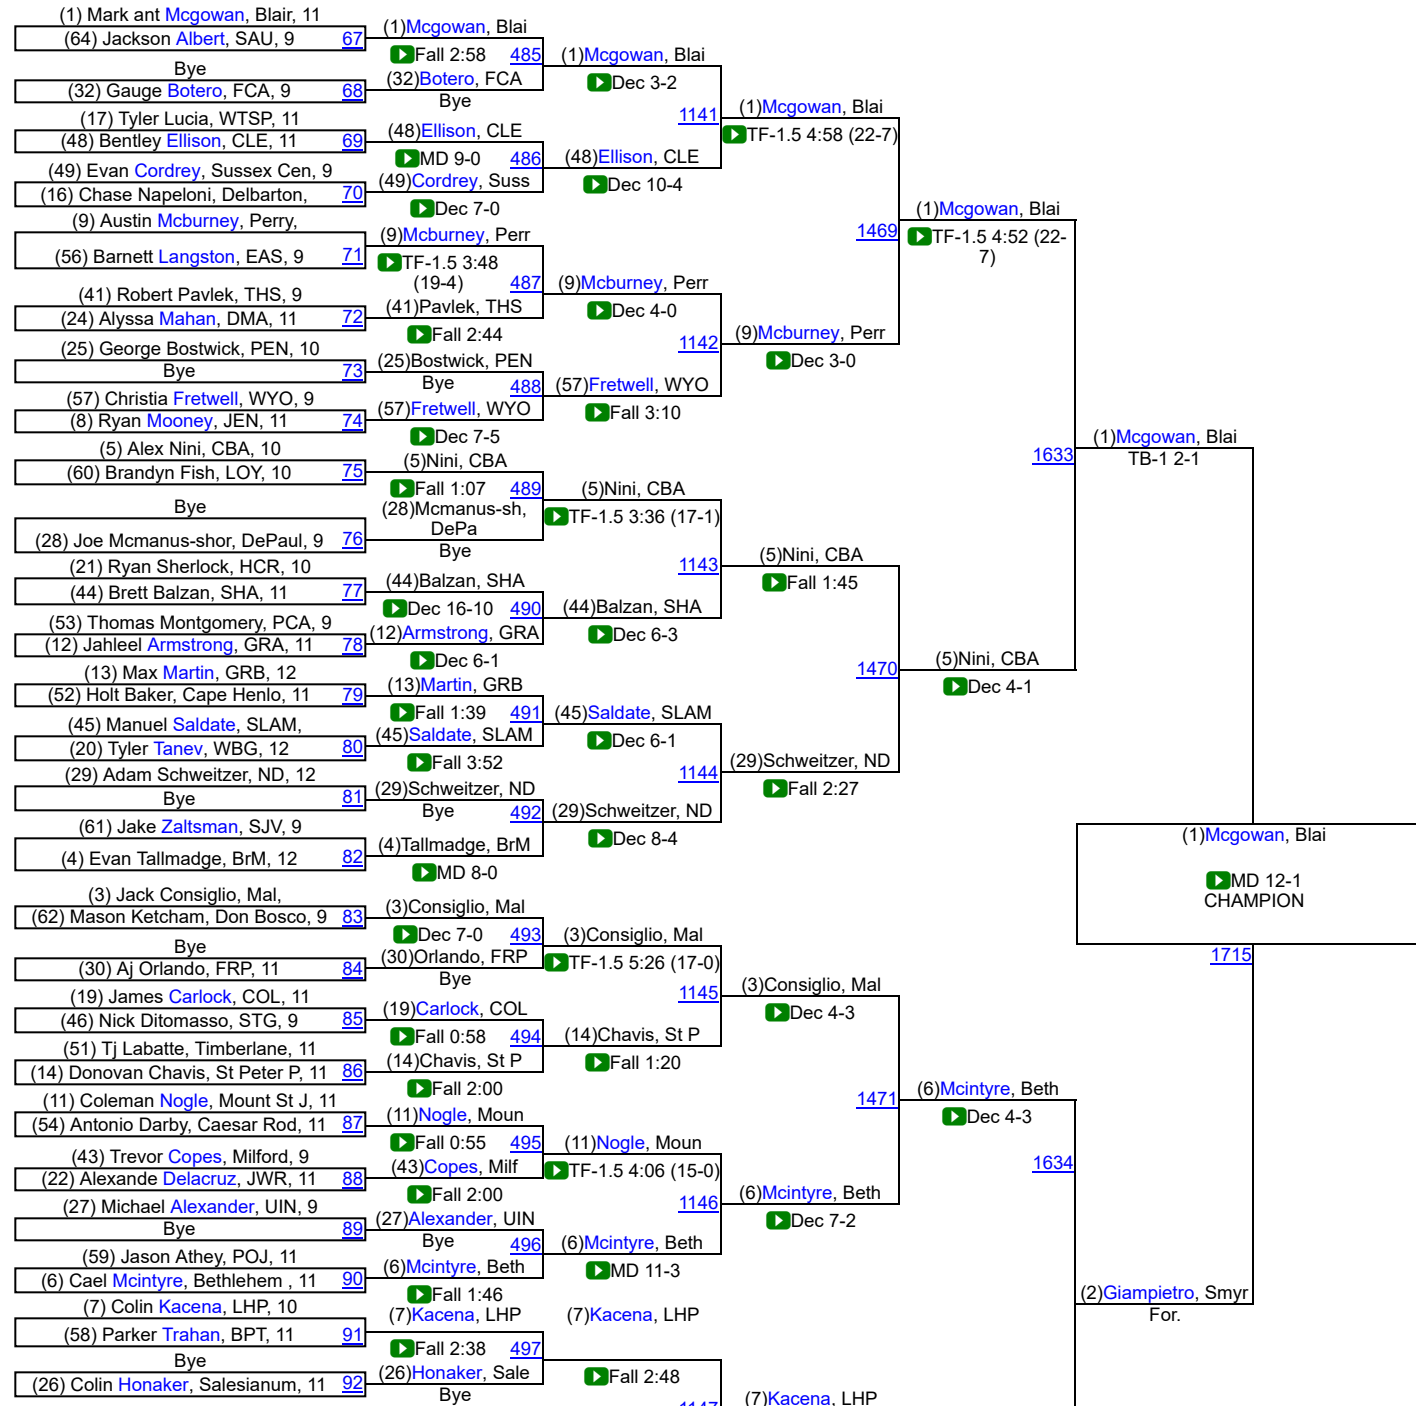 (1) Mark ant Mcgowan, Blair, 11
(64) Jackson Albert, SAU, 9 67
Bye
(32) Gauge Botero, FCA, 9 68
(17) Tyler Lucia, WTSP, 11
(48) Bentley Ellison, CLE, 11 69
(49) Evan Cordrey, Sussex Cen, 9
(16) Chase Napeloni, Delbarton, 70
(9) Austin Mcburney, Perry,
(56) Barnett Langston, EAS, 9 71
(41) Robert Pavlek, THS, 9
(24) Alyssa Mahan, DMA, 11 72
(25) George Bostwick, PEN, 10
Bye 73
(57) Christia Fretwell, WYO, 9
(8) Ryan Mooney, JEN, 11 74
(5) Alex Nini, CBA, 10
(60) Brandyn Fish, LOY, 10 75
Bye
(28) Joe Mcmanus-shor, DePaul, 9 76
(21) Ryan Sherlock, HCR, 10
(44) Brett Balzan, SHA, 11 77
(53) Thomas Montgomery, PCA, 9
(12) Jahleel Armstrong, GRA, 11 78
(13) Max Martin, GRB, 12
(52) Holt Baker, Cape Henlo, 11 79
(45) Manuel Saldate, SLAM,
(20) Tyler Tanev, WBG, 12 80
(29) Adam Schweitzer, ND, 12
Bye 81
(61) Jake Zaltsman, SJV, 9
(4) Evan Tallmadge, BrM, 12 82
(3) Jack Consiglio, Mal,
(62) Mason Ketcham, Don Bosco, 9 83
Bye
(30) Aj Orlando, FRP, 11 84
(19) James Carlock, COL, 11
(46) Nick Ditomasso, STG, 9 85
(51) Tj Labatte, Timberlane, 11
(14) Donovan Chavis, St Peter P, 11 86
(11) Coleman Nogle, Mount St J, 11
(54) Antonio Darby, Caesar Rod, 11 87
(43) Trevor Copes, Milford, 9
(22) Alexande Delacruz, JWR, 11 88
(27) Michael Alexander, UIN, 9
Bye 89
(59) Jason Athey, POJ, 11
(6) Cael Mcintyre, Bethlehem , 11 90
(7) Colin Kacena, LHP, 10
(58) Parker Trahan, BPT, 11 91
Bye
(26) Colin Honaker, Salesianum, 11 92
(1)Mcgowan, Blai
Fall 2:58 485
(32)Botero, FCA
Bye
(48)Ellison, CLE
MD 9-0 486
(49)Cordrey, Suss
Dec 7-0
(9)Mcburney, Perr
TF-1.5 3:48
(19-4) 487
(41)Pavlek, THS
Fall 2:44
(25)Bostwick, PEN
Bye 488
(57)Fretwell, WYO
Dec 7-5
(5)Nini, CBA
Fall 1:07 489
(28)Mcmanus-sh,
DePa
Bye
(44)Balzan, SHA
Dec 16-10 490
(12)Armstrong, GRA
Dec 6-1
(13)Martin, GRB
Fall 1:39 491
(45)Saldate, SLAM
Fall 3:52
(29)Schweitzer, ND
Bye 492
(4)Tallmadge, BrM
MD 8-0
(3)Consiglio, Mal
Dec 7-0 493
(30)Orlando, FRP
Bye
(19)Carlock, COL
Fall 0:58 494
(14)Chavis, St P
Fall 2:00
(11)Nogle, Moun
Fall 0:55 495
(43)Copes, Milf
Fall 2:00
(27)Alexander, UIN
Bye 496
(6)Mcintyre, Beth
Fall 1:46
(7)Kacena, LHP
Fall 2:38 497
(26)Honaker, Sale
Bye
(1)Mcgowan, Blai
Dec 3-2
1141
(48)Ellison, CLE
Dec 10-4
(9)Mcburney, Perr
Dec 4-0
1142
(57)Fretwell, WYO
Fall 3:10
(5)Nini, CBA
TF-1.5 3:36 (17-1)
1143
(44)Balzan, SHA
Dec 6-3
(45)Saldate, SLAM
Dec 6-1
1144
(29)Schweitzer, ND
Dec 8-4
(3)Consiglio, Mal
TF-1.5 5:26 (17-0)
1145
(14)Chavis, St P
Fall 1:20
(11)Nogle, Moun
TF-1.5 4:06 (15-0)
1146
(6)Mcintyre, Beth
MD 11-3
(7)Kacena, LHP
Fall 2:48
1147
(1)Mcgowan, Blai
TF-1.5 4:58 (22-7)
1469
(9)Mcburney, Perr
Dec 3-0
(5)Nini, CBA
Fall 1:45
1470
(29)Schweitzer, ND
Fall 2:27
(3)Consiglio, Mal
Dec 4-3
1471
(6)Mcintyre, Beth
Dec 7-2
(7)Kacena, LHP
(1)Mcgowan, Blai
TF-1.5 4:52 (22-
7)
1633
(5)Nini, CBA
Dec 4-1
(6)Mcintyre, Beth
Dec 4-3
1634
(1)Mcgowan, Blai
TB-1 2-1
(2)Giampietro, Smyr
For.
(1)Mcgowan, Blai
MD 12-1
CHAMPION
1715